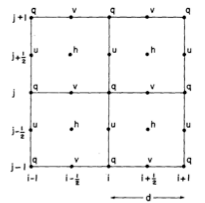 q v q v q
j+1
u h u h u
j+½
q q q
j
u h u h u
j-½
q v q v q
j-1
i-1 i-½ i i+½ i+1
d